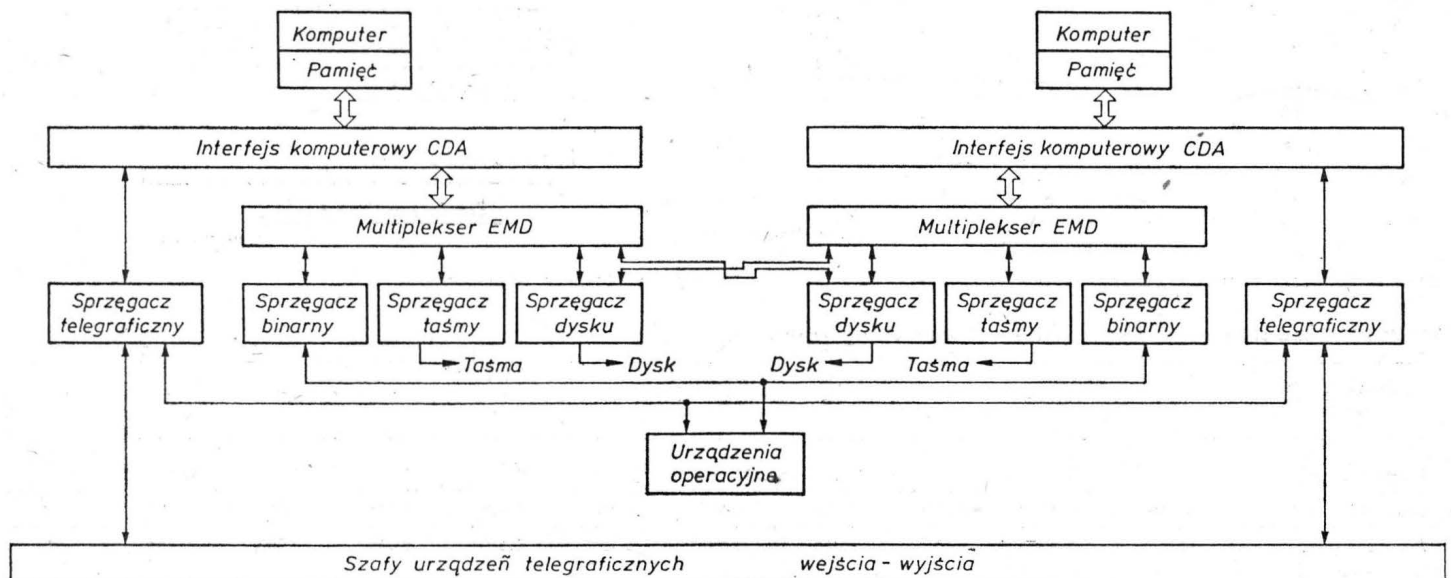 Komputer
Pamięć
Komputer
Pamięć
Interfejs komputerowy CDA
Interfejs komputerowy CDA
Multiplekser EMD
Multiplekser EMD
Sprzęgacz
telegraficzny
Sprzęgacz
binarny
Sprzęgacz
taśmy
Sprzęgacz
dysku
Sprzęgacz
dysku
Sprzęgacz
taśmy
Sprzęgacz
binarny
Sprzęgacz
telegraficzny
Taśma
Dysk
Dysk
Taśma
Urządzenia
operacyjne
Szafy urządzeń telegraficznych wejścia - wyjścia